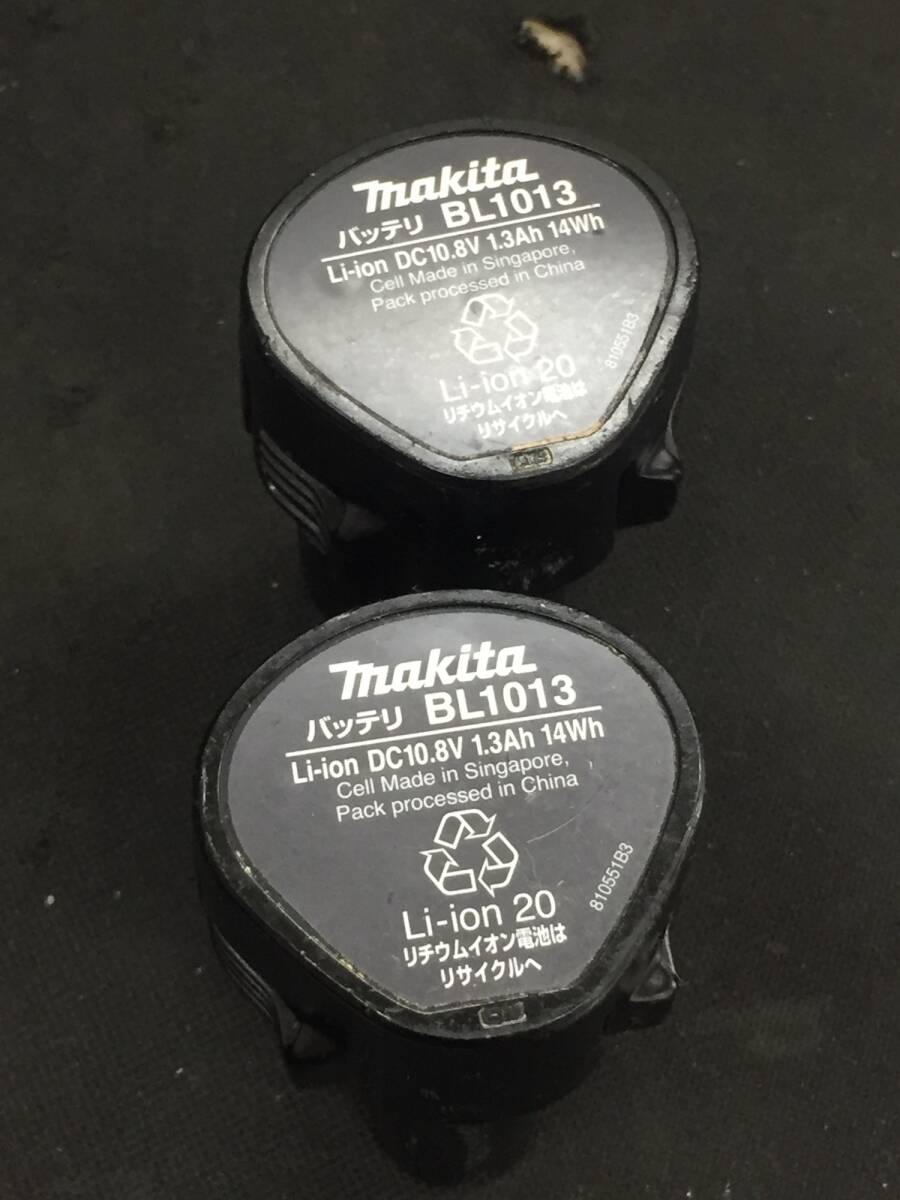 makita
バッテリ BL1013
Li-ion DC10.8V 1.3Ah 14Wh
Cell Made in Singapore,
Pack processed in China
810551B3
Li-ion 20
リチウムイオン電池は
リサイクルへ
makita
バッテリ BL1013
Li-ion DC10.8V 1.3Ah 14Wh
Cell Made in Singapore,
Pack processed in China
810551B3
Li-ion 20
リチウムイオン電池は
リサイクルへ